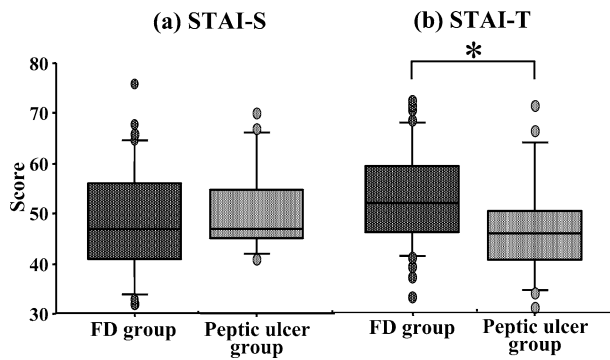 (a) STAI-S
(b) STAI-T
*
80
70
60
50
40
30
Score
FD group
Peptic ulcer
group
FD group
Peptic ulcer
group